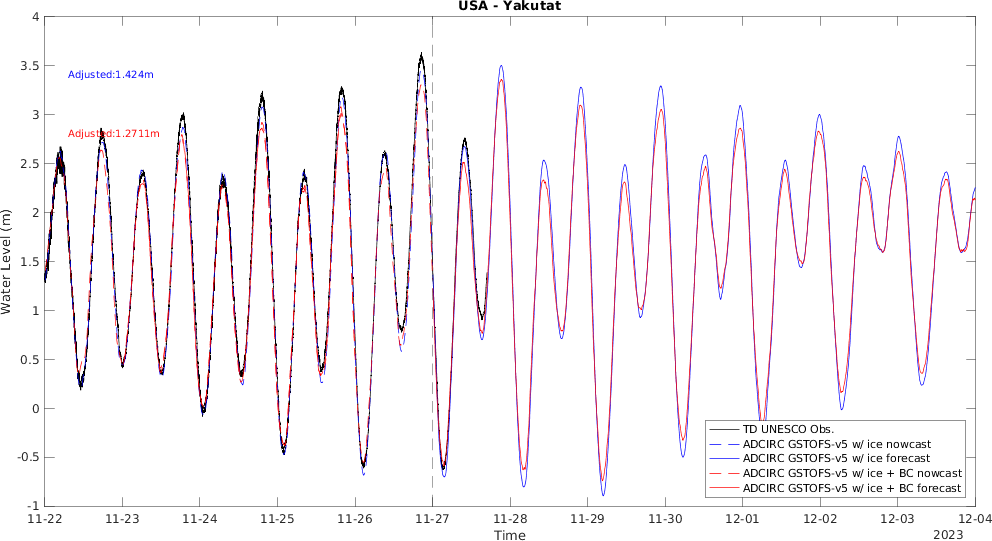 USA - Yakutat
4
3.5
3
2.5
2
1.5
1
0.5
0
-0.5
-1
Water Level (m)
Adjusted:1.424m
Adjusted:1.2711m
TD UNESCO Obs.
ADCIRC GSTOFS-v5 w/ ice nowcast
ADCIRC GSTOFS-v5 w/ ice forecast
ADCIRC GSTOFS-v5 w/ ice + BC nowcast
ADCIRC GSTOFS-v5 w/ ice + BC forecast
11-22 11-23 11-24 11-25 11-26 11-27 11-28 11-29 11-30 12-01 12-02 12-03 12-04
Time
2023